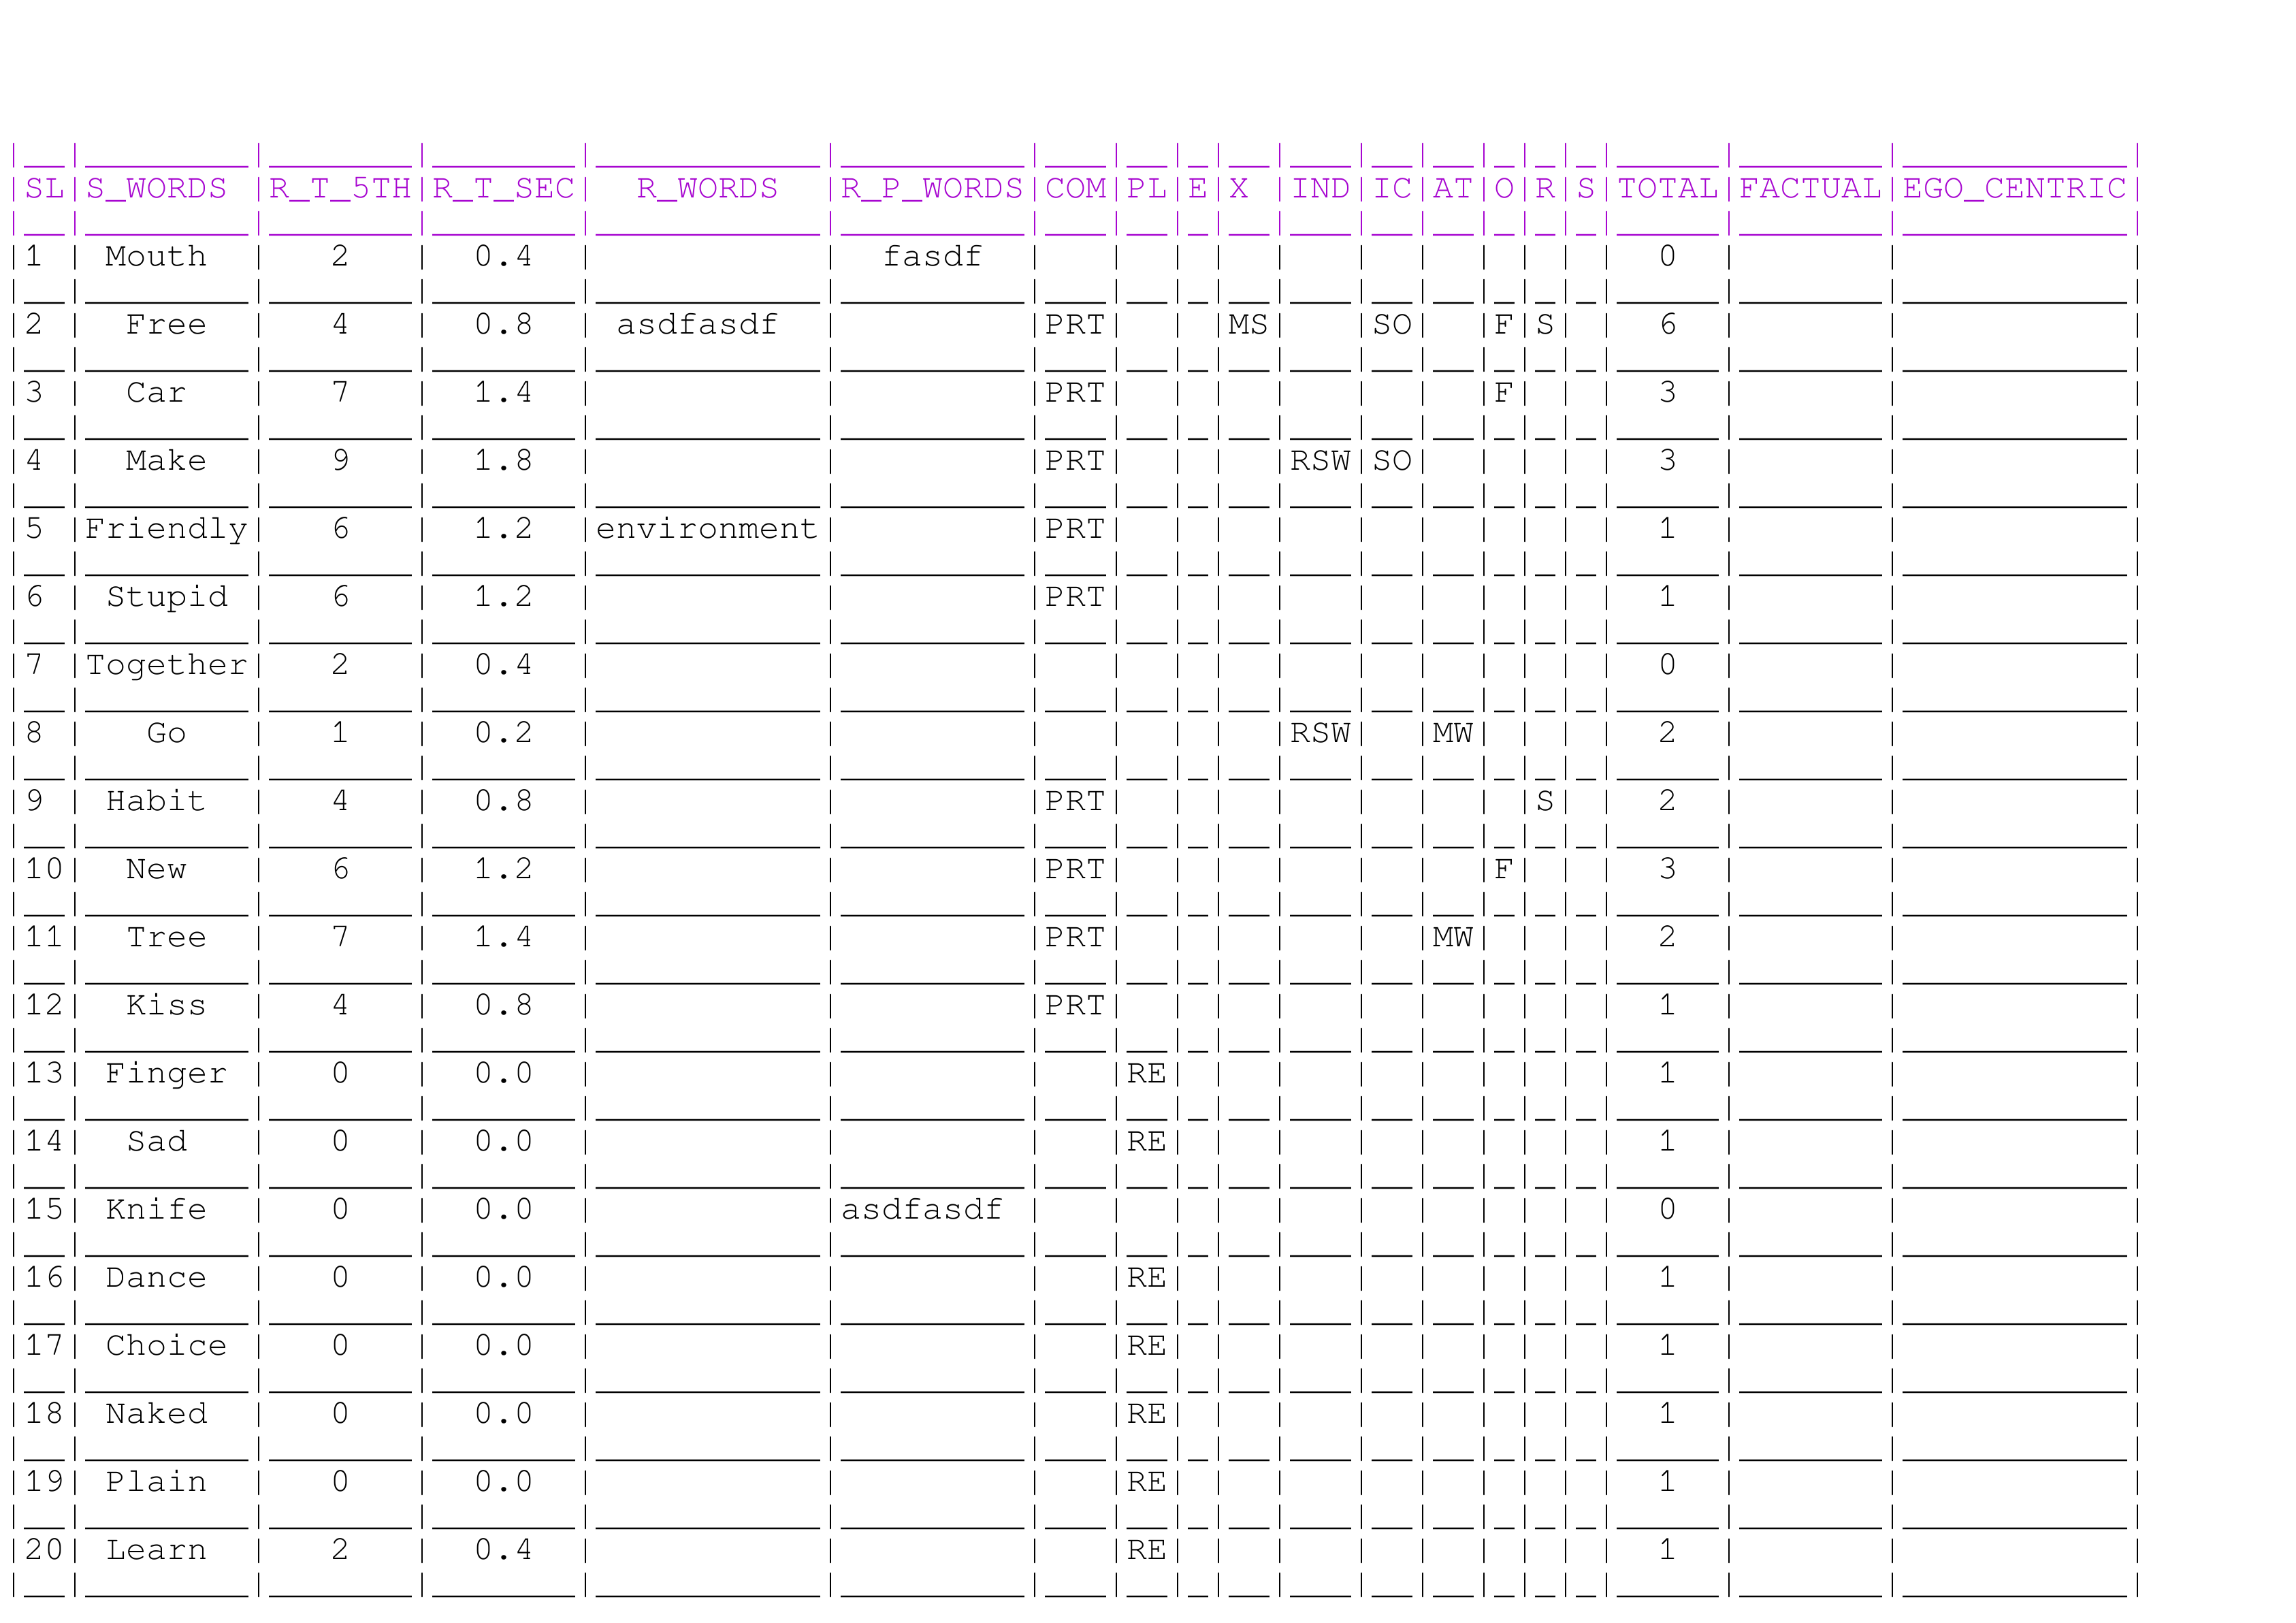 SL S_WORDS R_T_5TH R_T_SEC R_WORDS R_P_WORDS COM PL E X IND IC AT O R S TOTAL FACTUAL EGO_CENTRIC
1 Mouth 2 0.4 fasdf 0
2 Free 4 0.8 asdfasdf PRT MS SO F S 6
3 Car 7 1.4 PRT F 3
4 Make 9 1.8 PRT RSW SO 3
5 Friendly 6 1.2 environment PRT 1
6 Stupid 6 1.2 PRT 1
7 Together 2 0.4 0
8 Go 1 0.2 RSW MW 2
9 Habit 4 0.8 PRT S 2
10 New 6 1.2 PRT F 3
11 Tree 7 1.4 PRT MW 2
12 Kiss 4 0.8 PRT 1
13 Finger 0 0.0 RE 1
14 Sad 0 0.0 RE 1
15 Knife 0 0.0 asdfasdf 0
16 Dance 0 0.0 RE 1
17 Choice 0 0.0 RE 1
18 Naked 0 0.0 RE 1
19 Plain 0 0.0 RE 1
20 Learn 2 0.4 RE 1